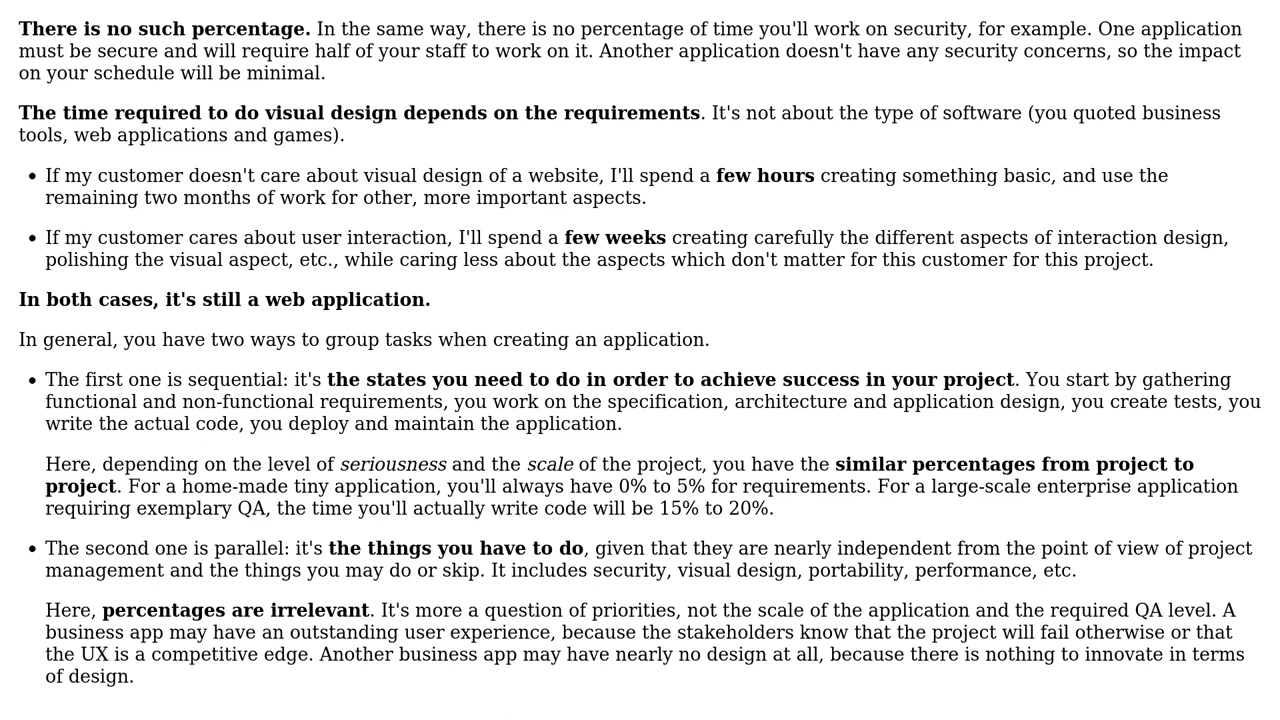 There is no such percentage. In the same way, there is no percentage of time you'll work on security, for example. One application
must be secure and will require half of your staff to work on it. Another application doesn't have any security concerns, so the impact
on your schedule will be minimal.
The time required to do visual design depends on the requirements. It's not about the type of software (you quoted business
tools, web applications and games).
• If my customer doesn't care about visual design of a website, I'll spend a few hours creating something basic, and use the
remaining two months of work for other, more important aspects.
• If my customer cares about user interaction, I'll spend a few weeks creating carefully the different aspects of interaction design,
polishing the visual aspect, etc., while caring less about the aspects which don't matter for this customer for this project.
In both cases, it's still a web application.
In general, you have two ways to group tasks when creating an application.
• The first one is sequential: it's the states you need to do in order to achieve success in your project. You start by gathering
functional and non-functional requirements, you work on the specification, architecture and application design, you create tests, you
write the actual code, you deploy and maintain the application.
Here, depending on the level of seriousness and the scale of the project, you have the similar percentages from project to
project. For a home-made tiny application, you'll always have 0% to 5% for requirements. For a large-scale enterprise application
requiring exemplary QA, the time you'll actually write code will be 15% to 20%.
• The second one is parallel: it's the things you have to do, given that they are nearly independent from the point of view of project
management and the things you may do or skip. It includes security, visual design, portability, performance, etc.
Here, percentages are irrelevant. It's more a question of priorities, not the scale of the application and the required QA level. A
business app may have an outstanding user experience, because the stakeholders know that the project will fail otherwise or that
the UX is a competitive edge. Another business app may have nearly no design at all, because there is nothing to innovate in terms
of design.